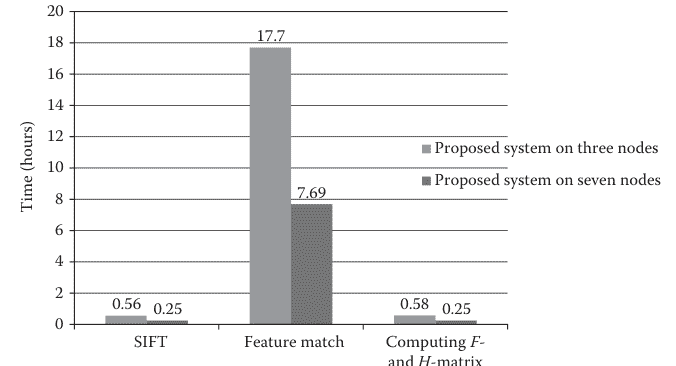 20
18
17.7
16
14
12
Proposed system on three nodes
10
Proposed system on seven nodes
8
7.69
6
4
2
0.56 0.25
0.58 0.25
0
Time (hours)
SIFT
Feature match
Computing F-
and H-matrix